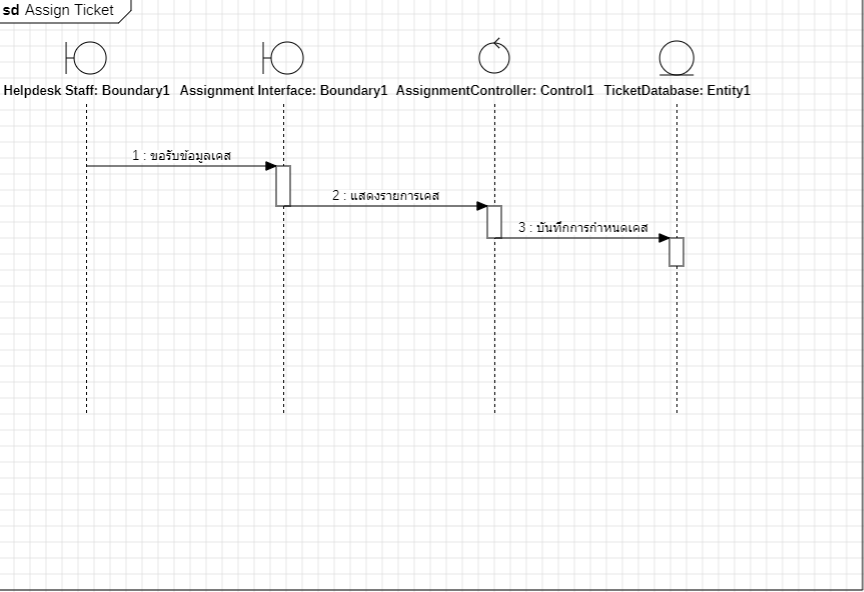 sd Assign Ticket
Helpdesk Staff: Boundary1 Assignment Interface: Boundary1 AssignmentController: Control1 TicketDatabase: Entity1
1 : ขอรับข้อมูลเคส
2 : แสดงรายการเคส
3 : บันทึกการกำหนดเคส